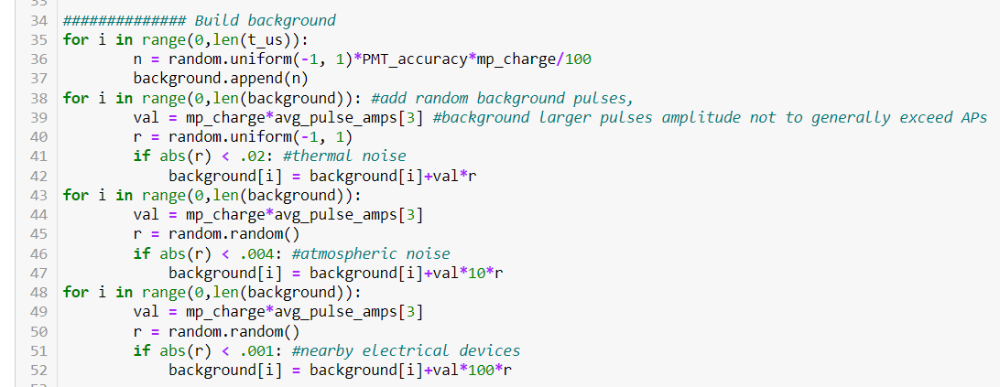 34 ############## Build background
35 for i in range(0,len(t_us)):
36         n = random.uniform(-1, 1)*PMT_accuracy*mp_charge/100
37         background.append(n)
38 for i in range(0,len(background)): #add random background pulses,
39         val = mp_charge*avg_pulse_amps[3] #background larger pulses amplitude not to generally exceed APs
40         r = random.uniform(-1, 1)
41         if abs(r) < .02: #thermal noise
42             background[i] = background[i]+val*r
43 for i in range(0,len(background)):
44         val = mp_charge*avg_pulse_amps[3]
45         r = random.random()
46         if abs(r) < .004: #atmospheric noise
47             background[i] = background[i]+val*10*r
48 for i in range(0,len(background)):
49         val = mp_charge*avg_pulse_amps[3]
50         r = random.random()
51         if abs(r) < .001: #nearby electrical devices
52             background[i] = background[i]+val*100*r